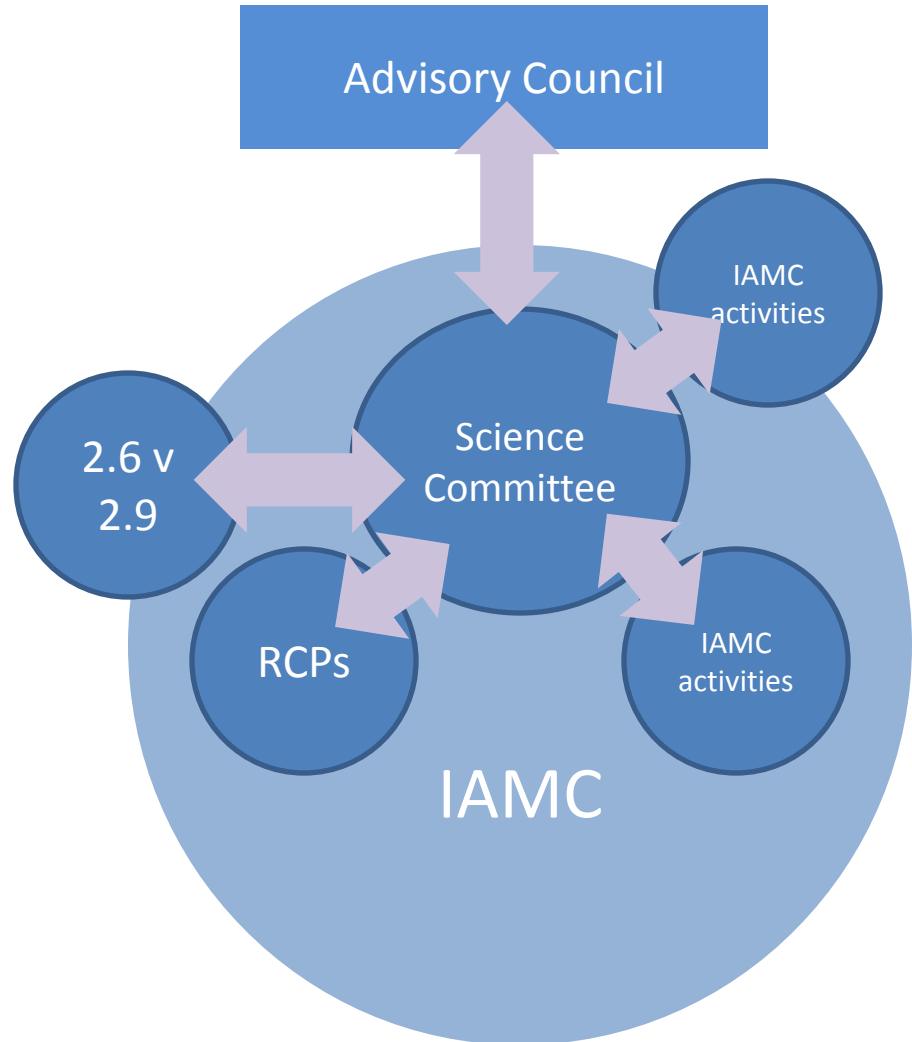 Advisory Council
IAMC
activities
Science
Committee
2.6 v
2.9
RCPs
IAMC
activities
IAMC